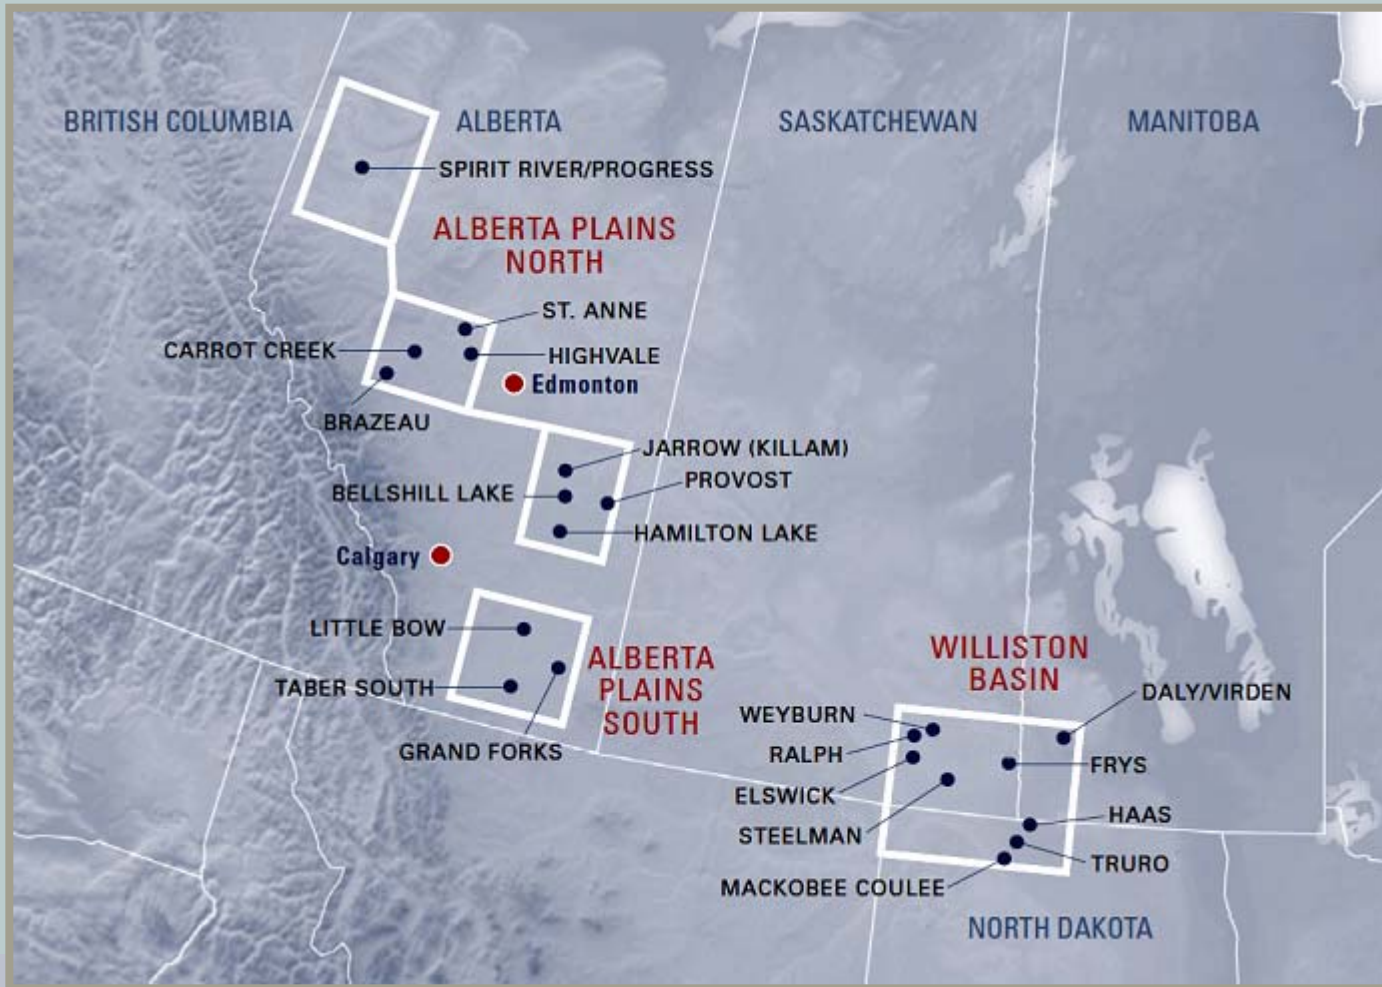 BRITISH COLUMBIA
ALBERTA
SASKATCHEWAN
MANITOBA
SPIRIT RIVER/PROGRESS
ALBERTA PLAINS
NORTH
ST. ANNE
CARROT CREEK
HIGHVALE
Edmonton
BRAZEAU
JARROW (KILLAM)
PROVOST
BELLSHILL LAKE
HAMILTON LAKE
Calgary
LITTLE BOW
ALBERTA
PLAINS
SOUTH
TABER SOUTH
GRAND FORKS
WILLISTON
BASIN
DALY/VIRDEN
WEYBURN
RALPH
FRYS
ELSWICK
HAAS
STEELMAN
TRURO
MACKOBEE COULEE
NORTH DAKOTA